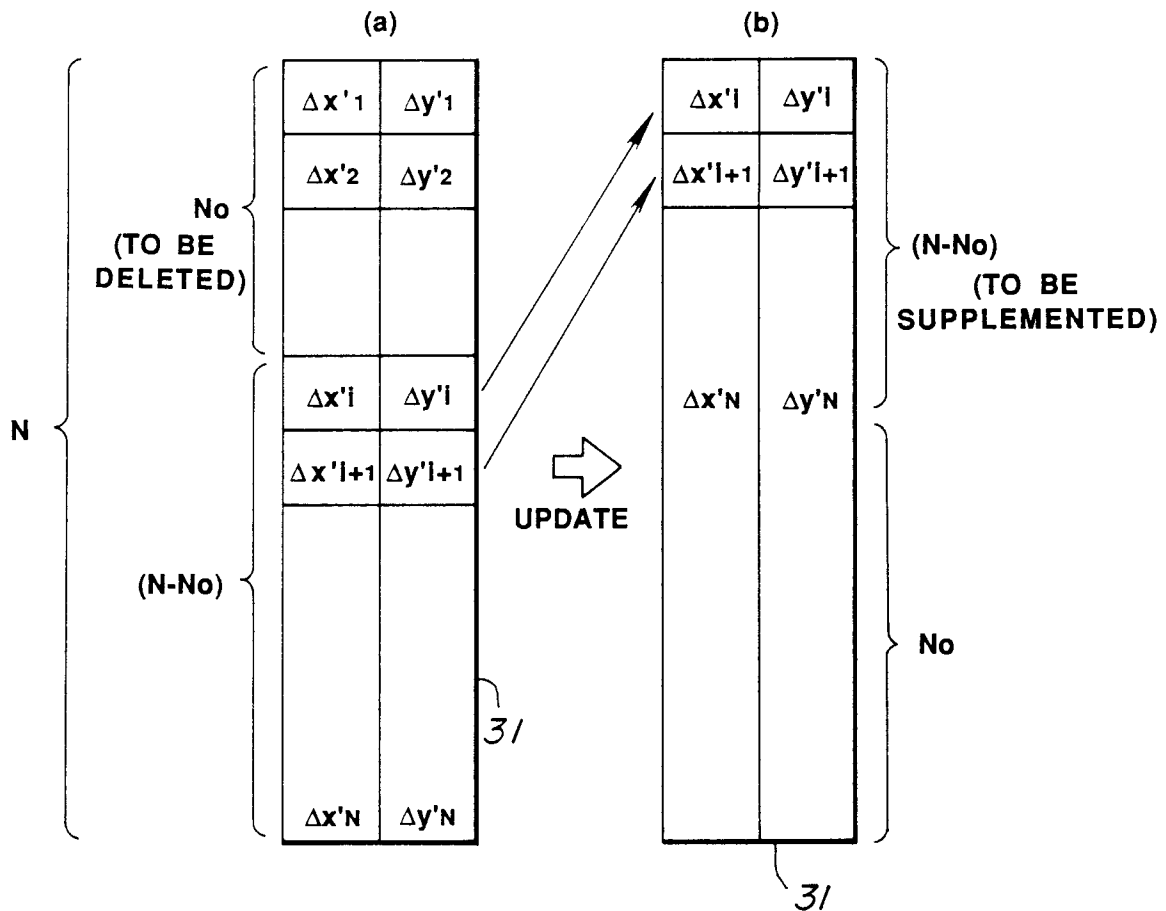 (a)
(b)
N
No
(TO BE
DELETED)
(N-No)
Δx'1 Δy'1
Δx'2 Δy'2
Δx'i Δy'i
Δx'i+1 Δy'i+1
Δx'N Δy'N
31
UPDATE
Δx'i Δy'i
Δx'i+1 Δy'i+1
Δx'N Δy'N
31
(N-No)
(TO BE
SUPPLEMENTED)
No